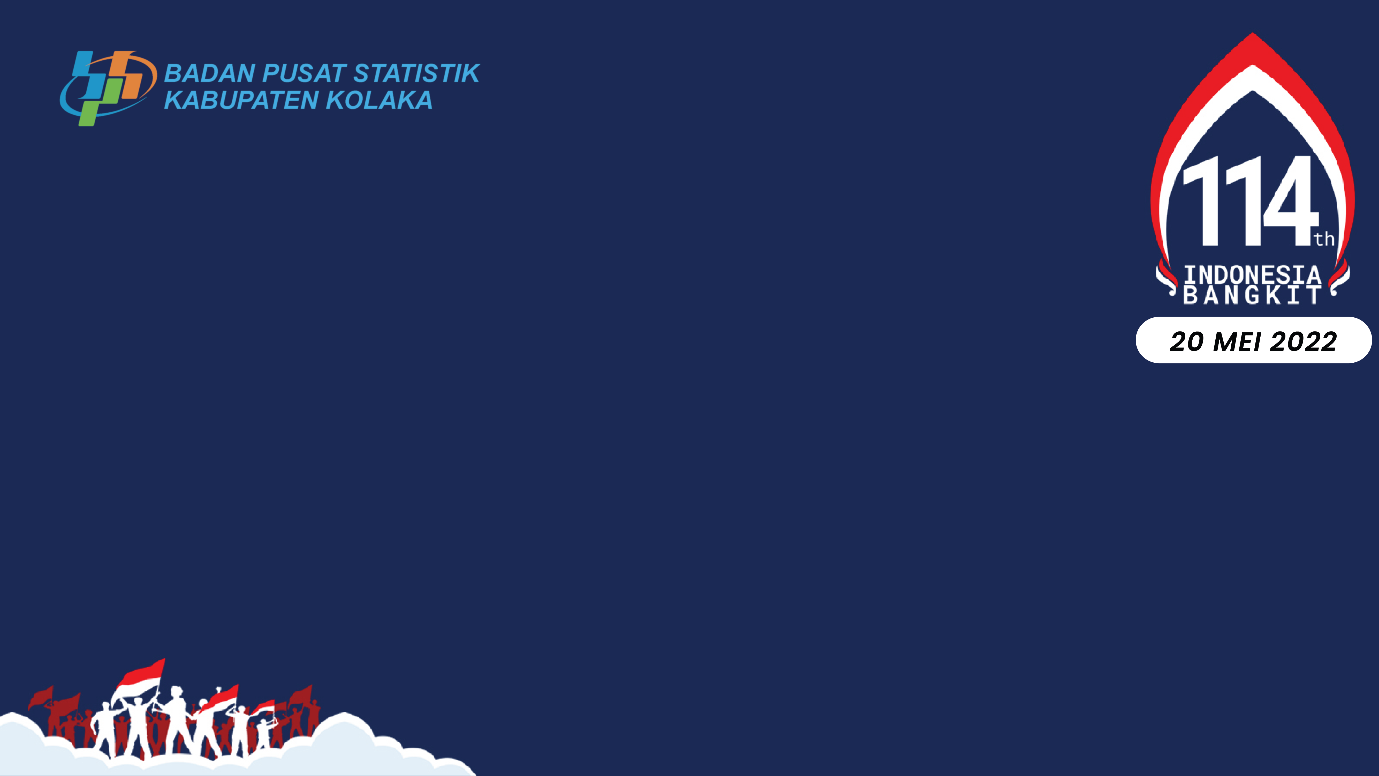 BADAN PUSAT STATISTIK
KABUPATEN KOLAKA
114th
INDONESIA
BANGKIT
20 MEI 2022